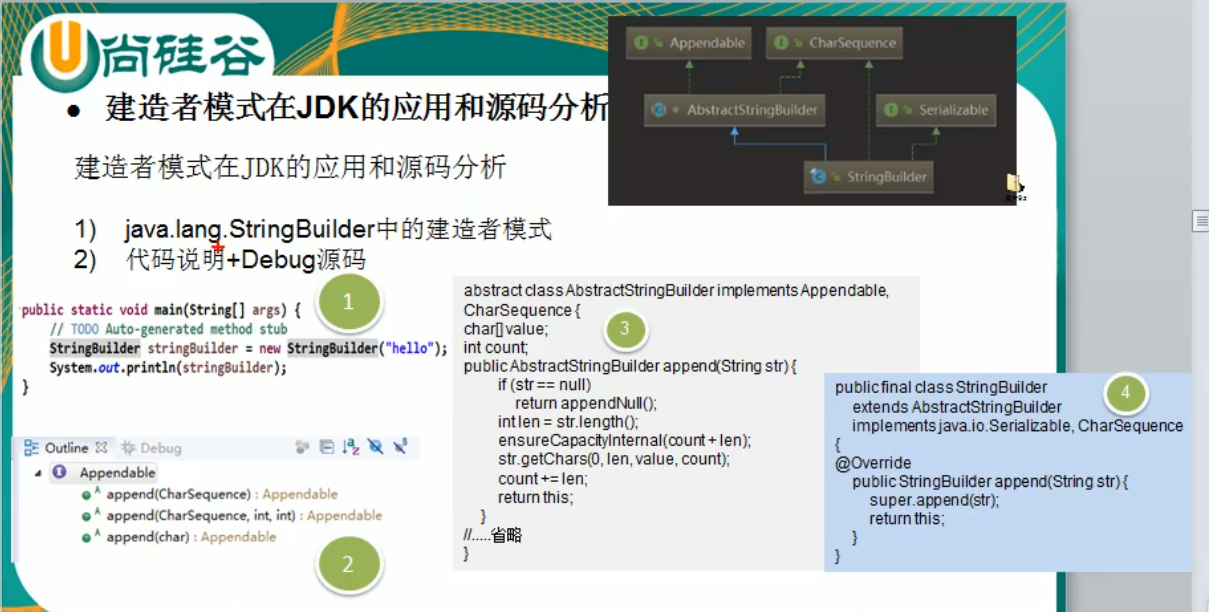 尚硅谷
Appendable
CharSequence
AbstractStringBuilder
Serializable
StringBuilder
• 建造者模式在JDK的应用和源码分析
建造者模式在JDK的应用和源码分析
1) java.lang.StringBuilder中的建造者模式
2) 代码说明+Debug源码
1
public static void main(String[] args) {
// TODO Auto-generated method stub
StringBuilder stringBuilder = new StringBuilder("hello");
System.out.println(stringBuilder);
}
Outline Debug
Appendable
append(CharSequence) : Appendable
append(CharSequence, int, int) : Appendable
append(char) : Appendable
2
abstract class AbstractStringBuilder implements Appendable,
CharSequence {
char[] value;
int count;
public AbstractStringBuilder append(String str) {
if (str == null)
return appendNull();
int len = str.length();
ensureCapacityInternal(count + len);
str.getChars(0, len, value, count);
count += len;
return this;
}
//.....省略
}
3
public final class StringBuilder
extends AbstractStringBuilder
implements java.io.Serializable, CharSequence
{
@Override
public StringBuilder append(String str) {
super.append(str);
return this;
}
}
4